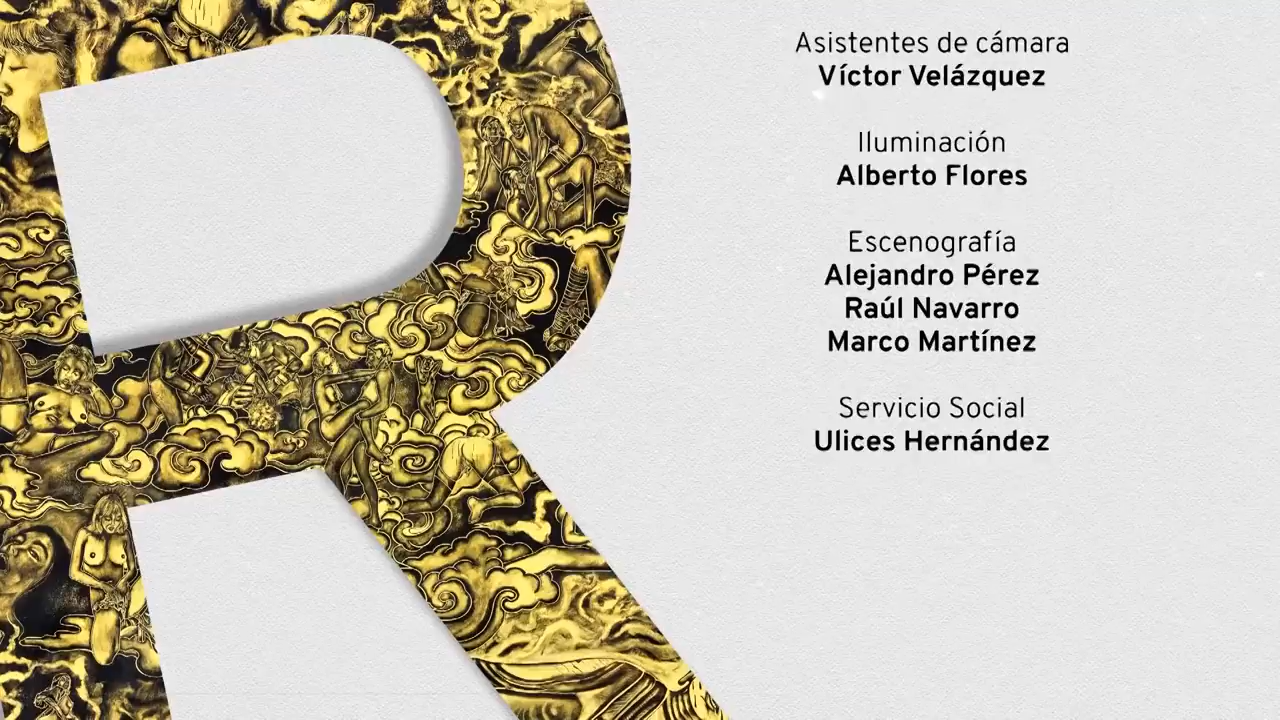 R
Asistentes de cámara
Víctor Velázquez
Iluminación
Alberto Flores
Escenografía
Alejandro Pérez
Raúl Navarro
Marco Martínez
Servicio Social
Ulices Hernández